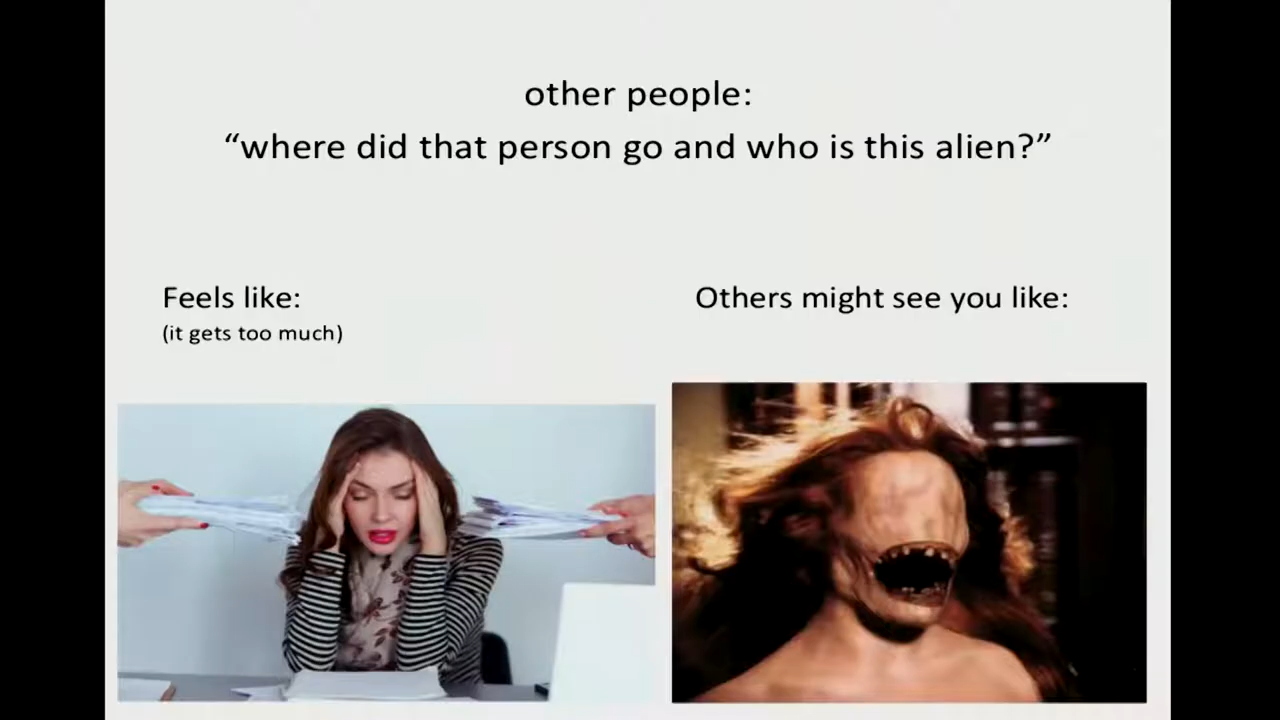 other people:
“where did that person go and who is this alien?”
Feels like:
(it gets too much)
Others might see you like: